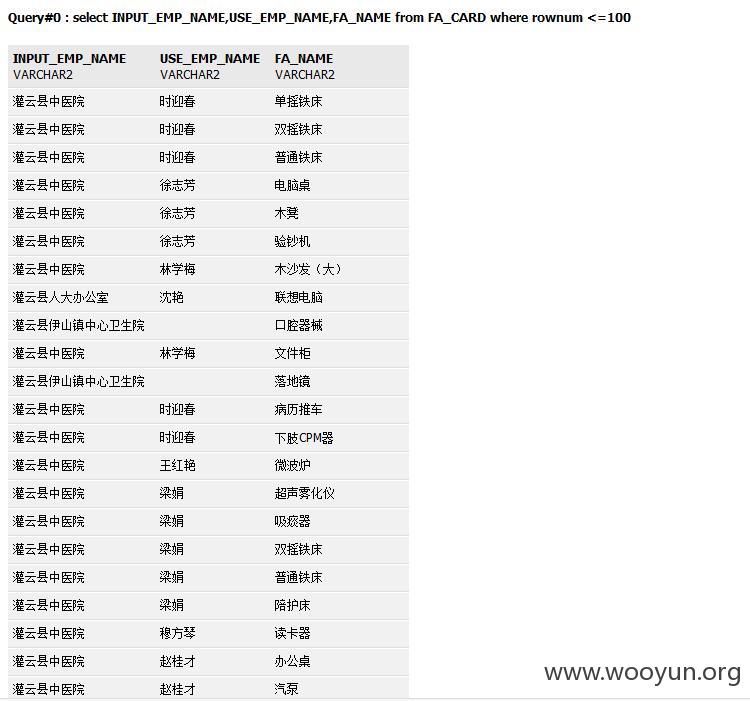 Query#0 : select INPUT_EMP_NAME,USE_EMP_NAME,FA_NAME from FA_CARD where rownum <=100
INPUT_EMP_NAME USE_EMP_NAME FA_NAME
VARCHAR2 VARCHAR2 VARCHAR2
灌云县中医院 时迎春 单摇铁床
灌云县中医院 时迎春 双摇铁床
灌云县中医院 时迎春 普通铁床
灌云县中医院 徐志芳 电脑桌
灌云县中医院 徐志芳 木凳
灌云县中医院 徐志芳 验钞机
灌云县中医院 林学梅 木沙发（大）
灌云县人大办公室 沈艳 联想电脑
灌云县伊山镇中心卫生院 口腔器械
灌云县中医院 林学梅 文件柜
灌云县伊山镇中心卫生院 落地镜
灌云县中医院 时迎春 病历推车
灌云县中医院 时迎春 下肢CPM器
灌云县中医院 王红艳 微波炉
灌云县中医院 梁娟 超声雾化仪
灌云县中医院 梁娟 吸痰器
灌云县中医院 梁娟 双摇铁床
灌云县中医院 梁娟 普通铁床
灌云县中医院 梁娟 陪护床
灌云县中医院 穆方琴 读卡器
灌云县中医院 赵桂才 办公桌
灌云县中医院 赵桂才 汽泵
www.wooyun.org